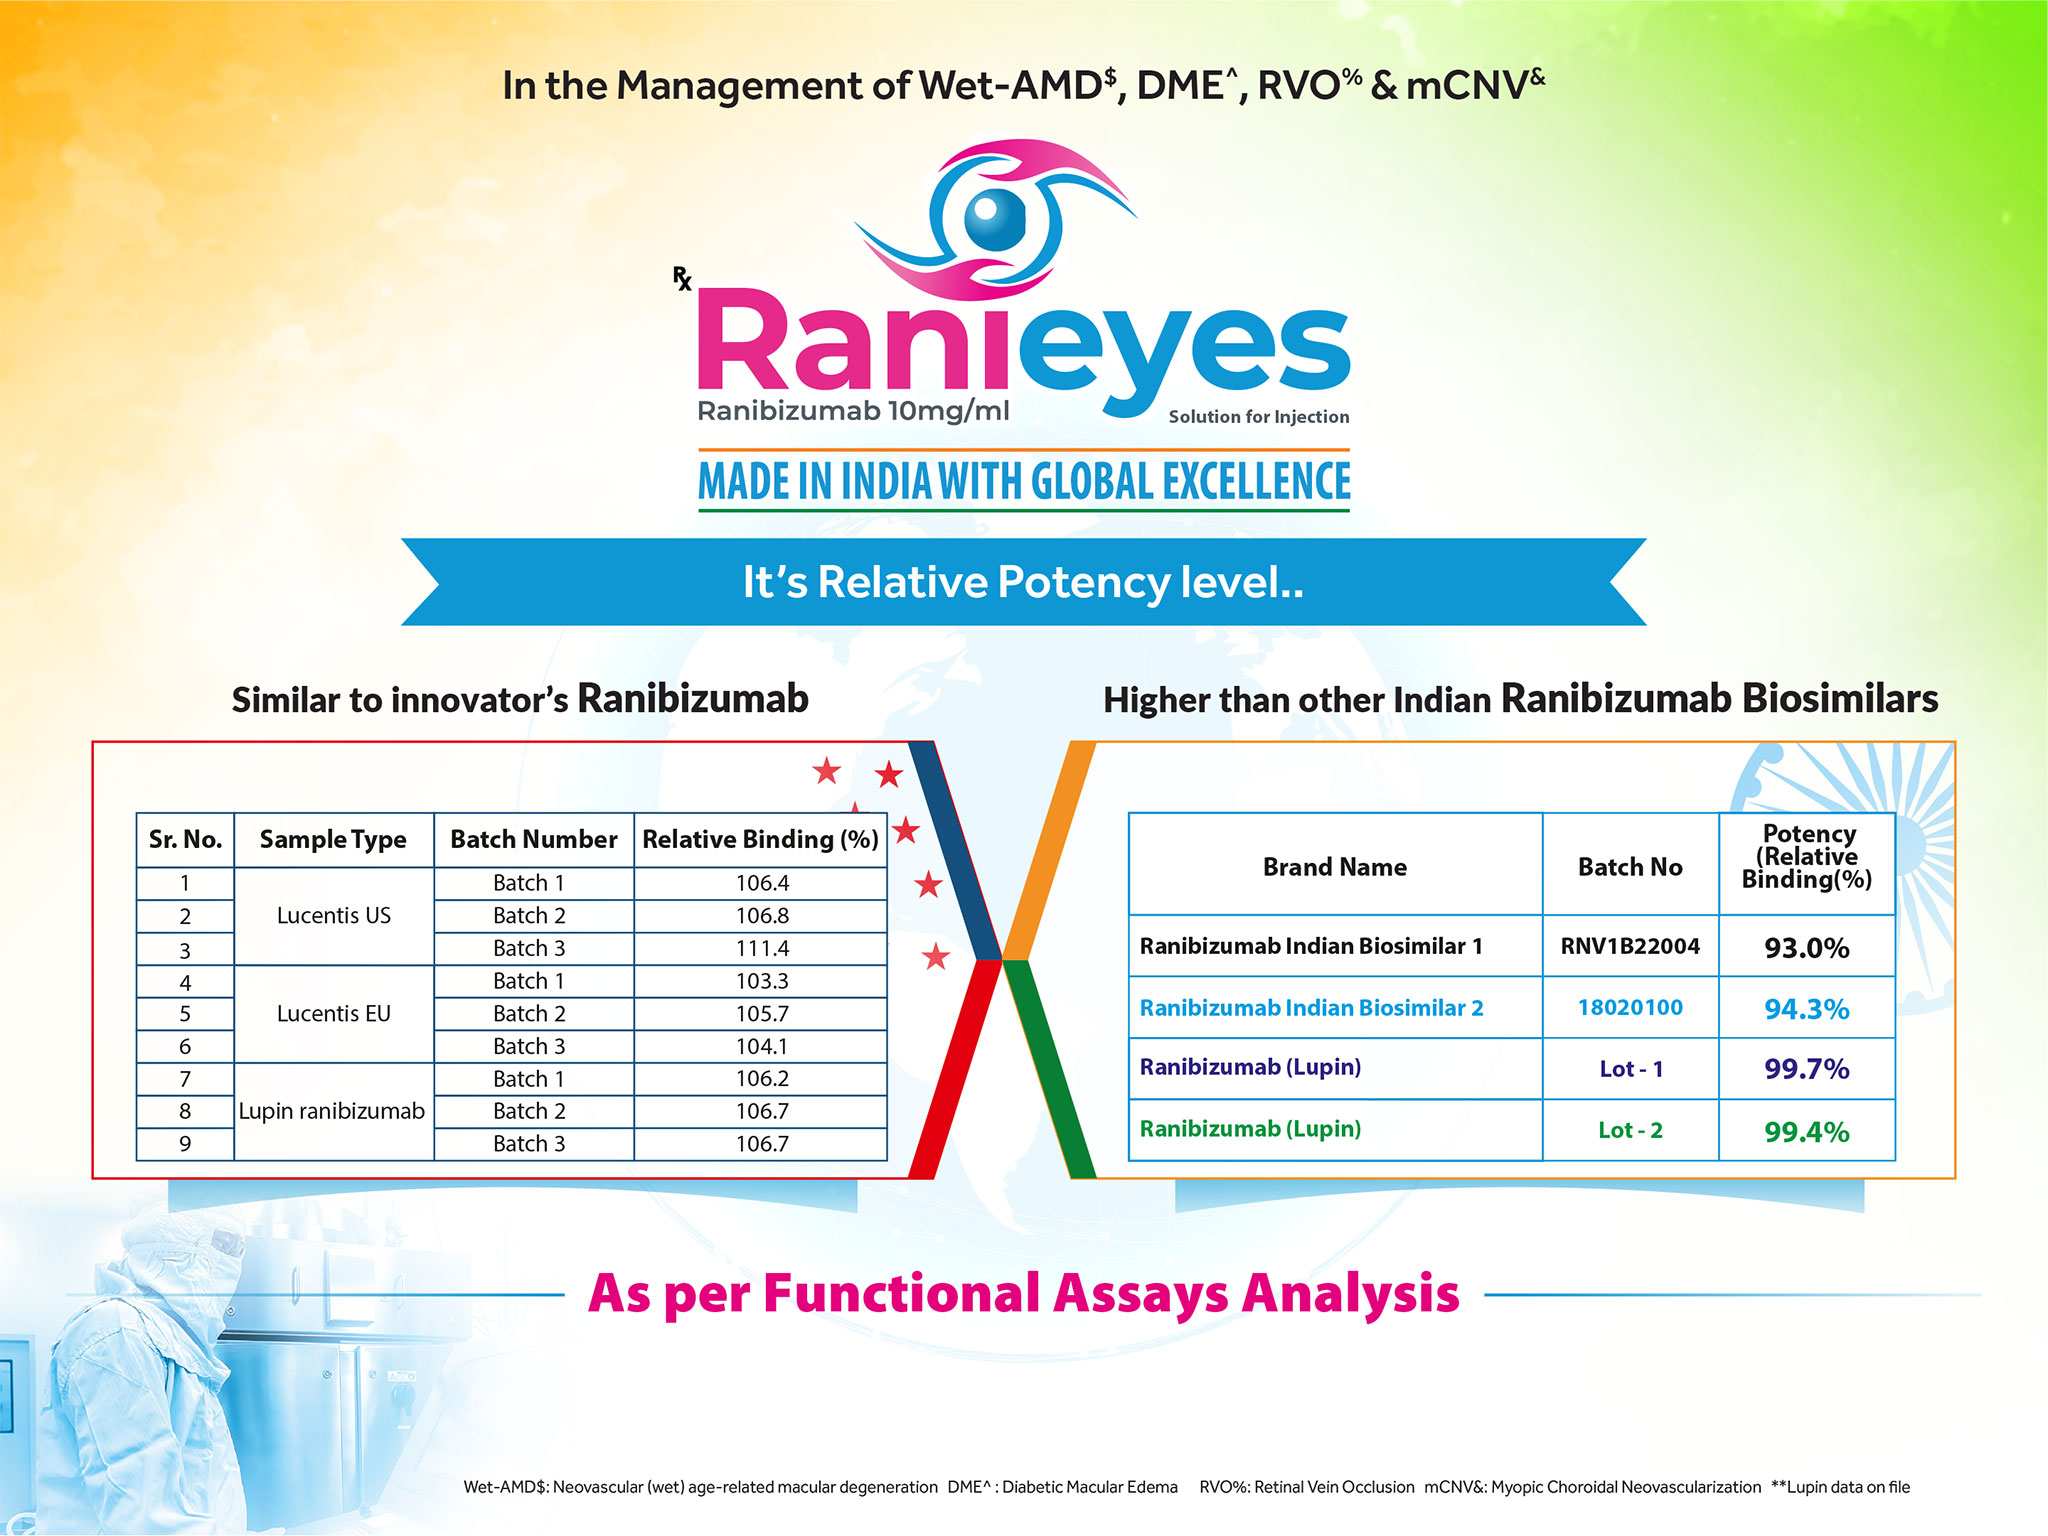 In the Management of Wet-AMD$, DME^, RVO% & mCNV&
Rx
Ranieyes
Ranibizumab 10mg/ml
Solution for Injection
MADE IN INDIA WITH GLOBAL EXCELLENCE
It's Relative Potency level..
Similar to innovator's Ranibizumab
Sr. No. Sample Type Batch Number Relative Binding (%)
1 Lucentis US Batch 1 106.4
2 Batch 2 106.8
3 Batch 3 111.4
4 Lucentis EU Batch 1 103.3
5 Batch 2 105.7
6 Batch 3 104.1
7 Lupin ranibizumab Batch 1 106.2
8 Batch 2 106.7
9 Batch 3 106.7
Higher than other Indian Ranibizumab Biosimilars
Brand Name Batch No Potency
(Relative
Binding(%)
Ranibizumab Indian Biosimilar 1 RNV1B22004 93.0%
Ranibizumab Indian Biosimilar 2 18020100 94.3%
Ranibizumab (Lupin) Lot - 1 99.7%
Ranibizumab (Lupin) Lot - 2 99.4%
As per Functional Assays Analysis
Wet-AMD$: Neovascular (wet) age-related macular degeneration DME^ : Diabetic Macular Edema RVO%: Retinal Vein Occlusion mCNV&: Myopic Choroidal Neovascularization **Lupin data on file